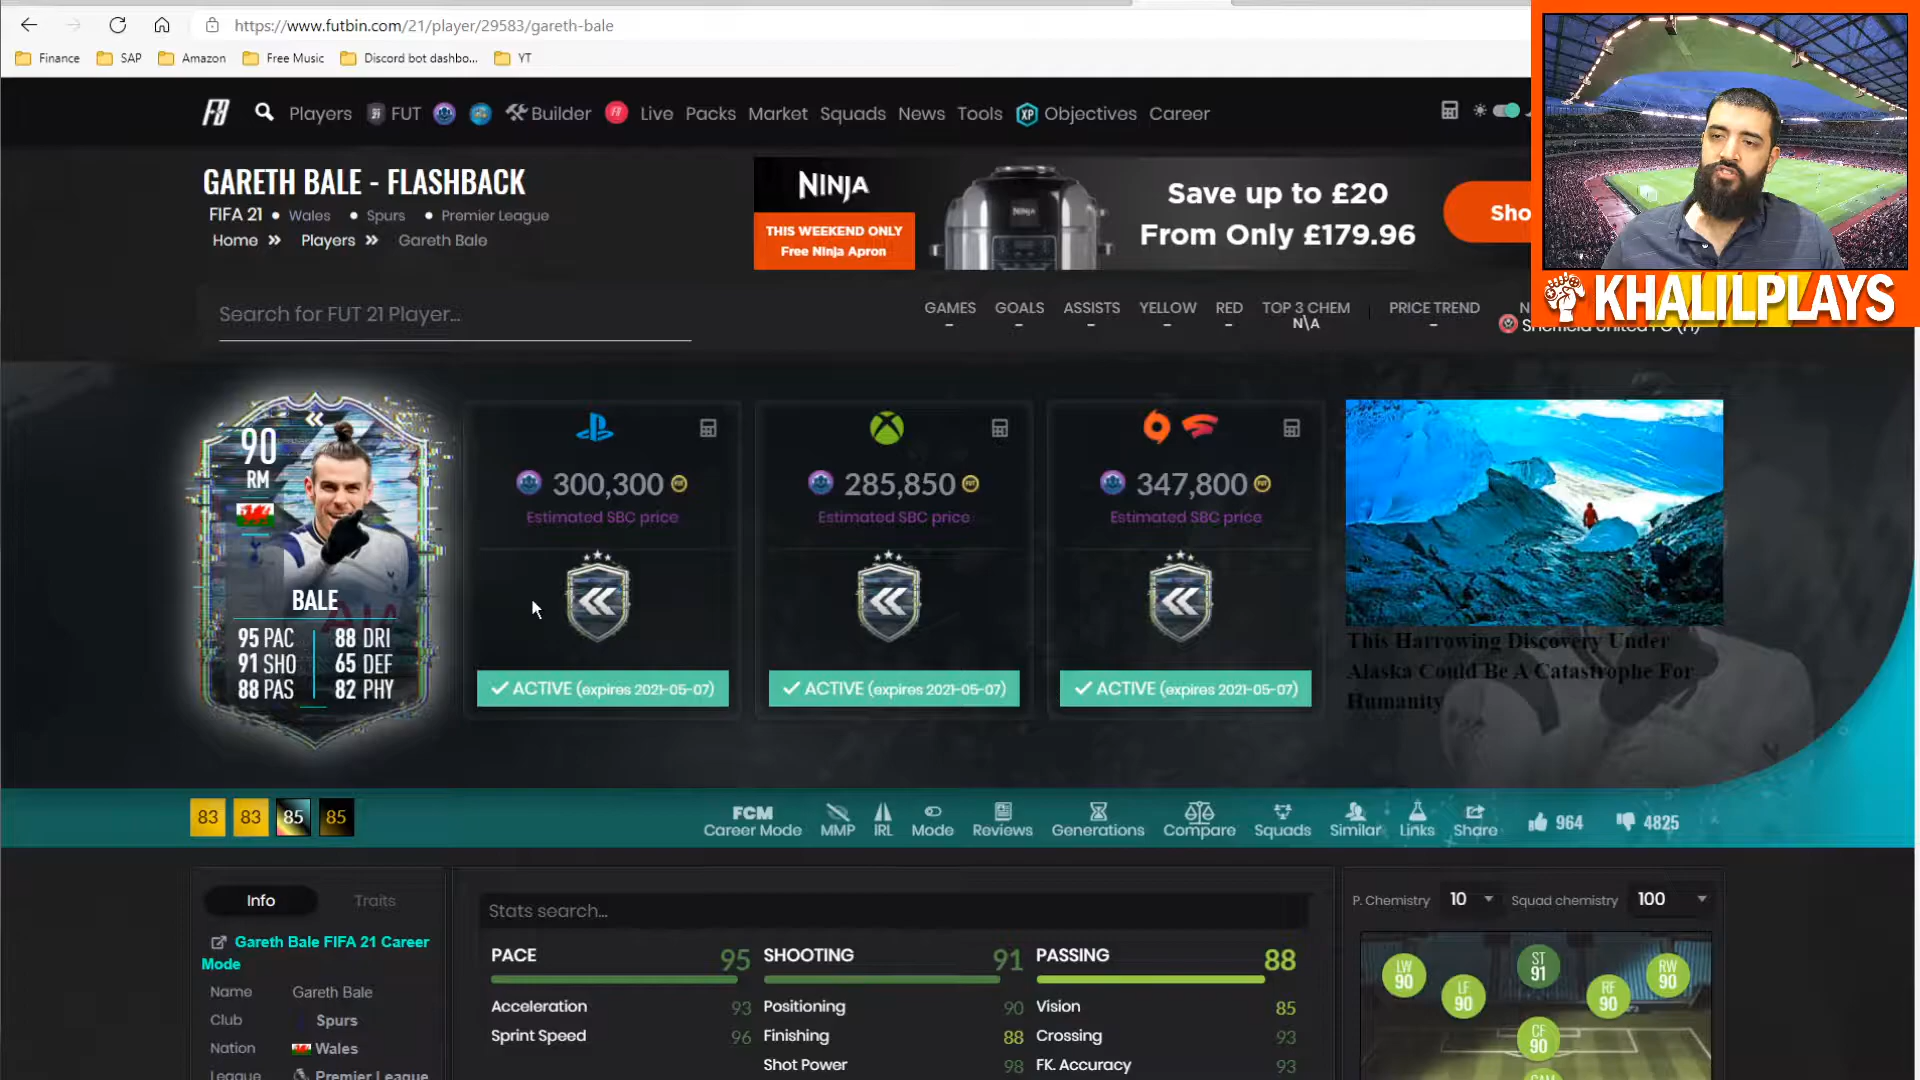 https://www.futbin.com/21/player/29583/gareth-bale
Finance SAP Amazon Free Music Discord bot dashbo... YT
Players FUT Builder Live Packs Market Squads News Tools XP Objectives Career
GARETH BALE - FLASHBACK
FIFA 21 • Wales • Spurs • Premier League
Home » Players » Gareth Bale
NINJA
THIS WEEKEND ONLY
Free Ninja Apron
Save up to £20
From Only £179.96
Sho
KHALILPLAYS
Search for FUT 21 Player...
GAMES GOALS ASSISTS YELLOW RED TOP 3 CHEM PRICE TREND
- - - - - N\A -
Sheffield United FC (H)
90
RM
BALE
95 PAC 88 DRI
91 SHO 65 DEF
88 PAS 82 PHY
300,300
Estimated SBC price
ACTIVE (expires 2021-05-07)
285,850
Estimated SBC price
ACTIVE (expires 2021-05-07)
347,800
Estimated SBC price
ACTIVE (expires 2021-05-07)
This Harrowing Discovery Under
Alaska Could Be A Catastrophe For
Humanity
83 83 85 85
FCM
Career Mode MMP IRL Mode Reviews Generations Compare Squads Similar Links Share 964 4825
Info Traits
Gareth Bale FIFA 21 Career
Mode
Name Gareth Bale
Club Spurs
Nation Wales
League Premier League
Stats search...
PACE 95
Acceleration 93
Sprint Speed 96
SHOOTING 91
Positioning 90
Finishing 88
Shot Power 98
PASSING 88
Vision 85
Crossing 93
FK. Accuracy 93
P. Chemistry 10 Squad chemistry 100
LW
90
LF
90
ST
91
RF
90
RW
90
CF
90
CAM